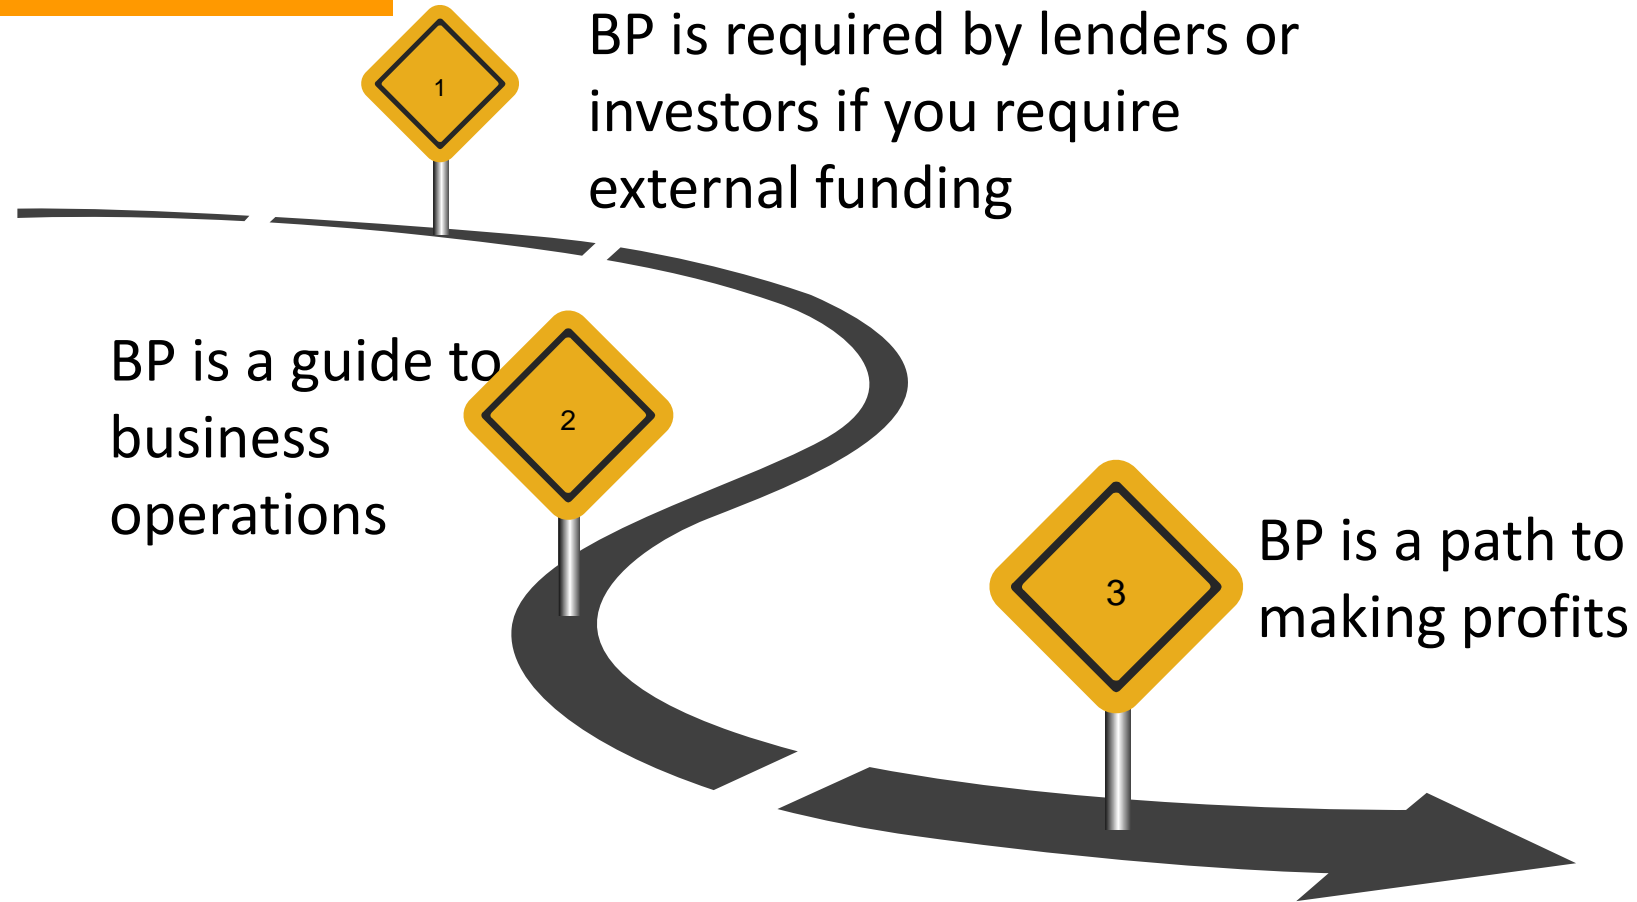 1
BP is required by lenders or
investors if you require
external funding
BP is a guide to
business
operations
2
3
BP is a path to
making profits